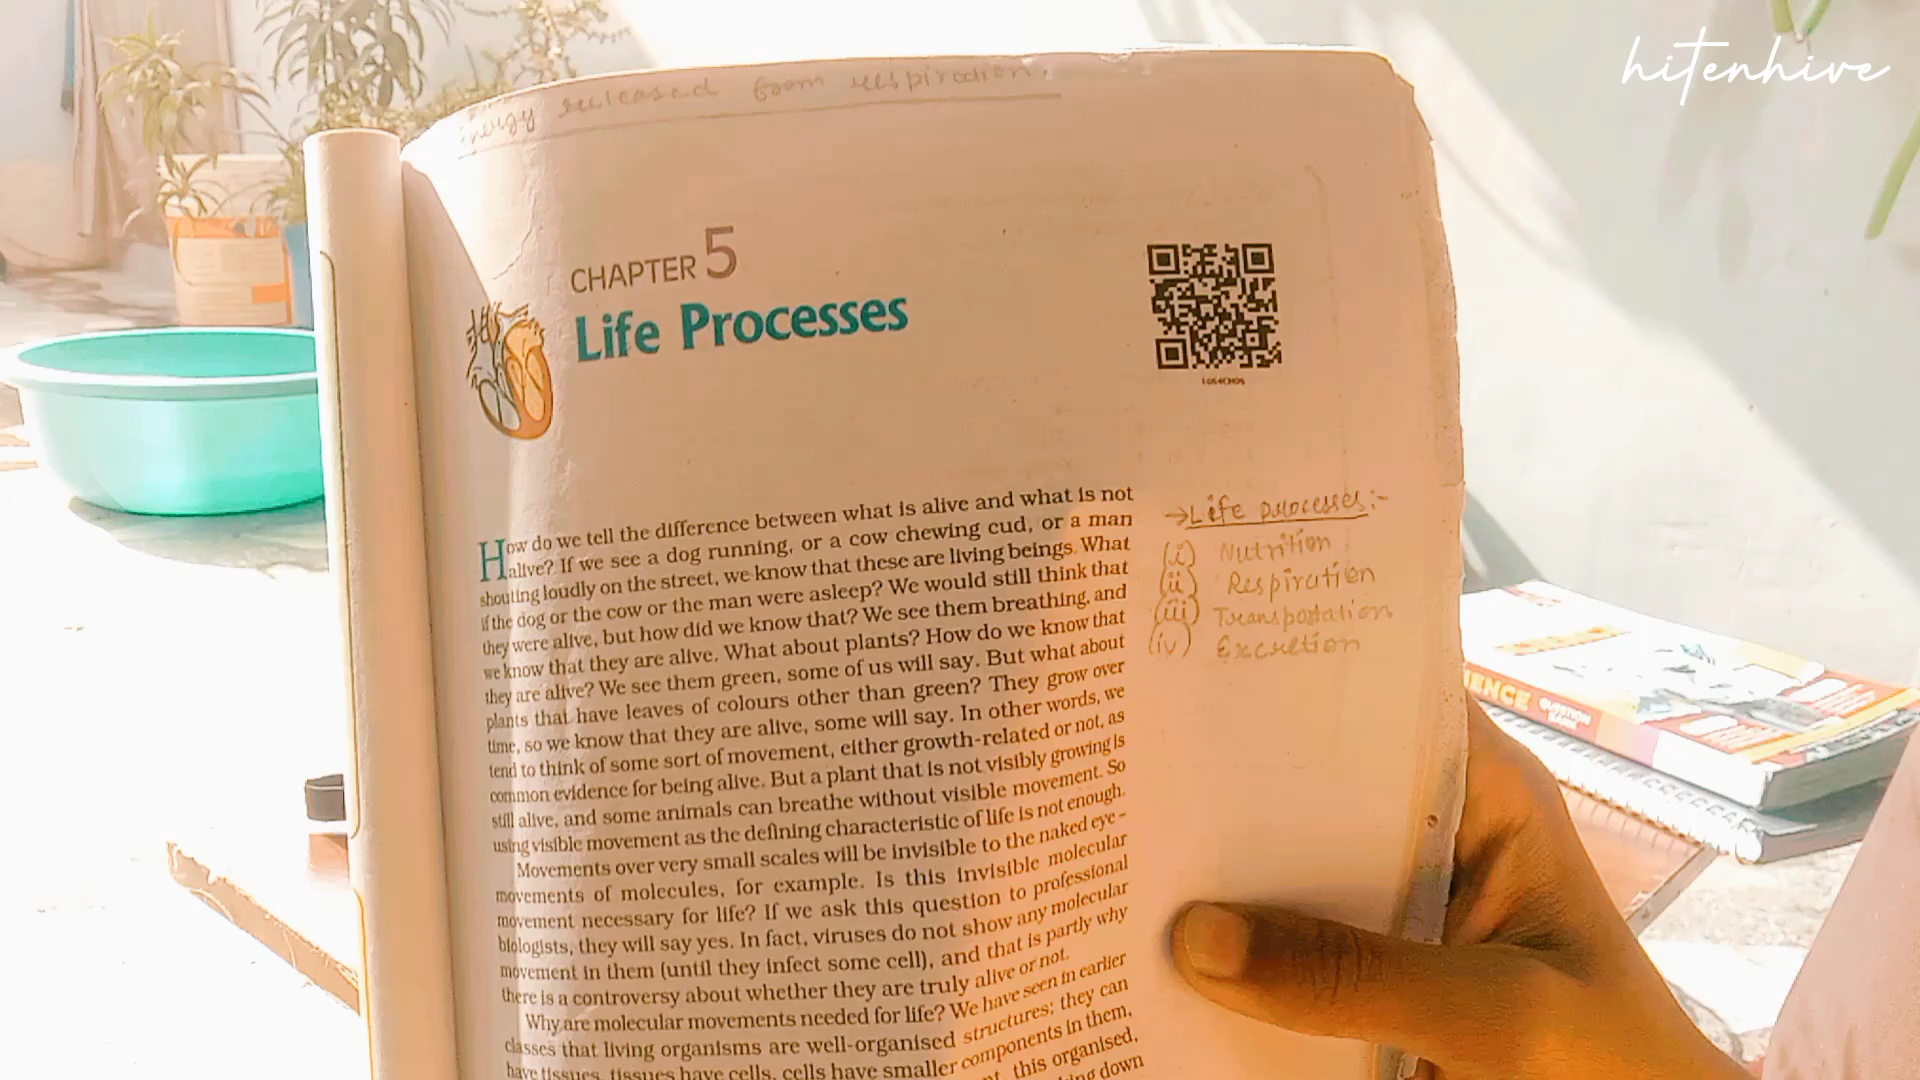 hitenhive
Energy released from respiration.
CHAPTER 5
Life Processes
1064CH05
How do we tell the difference between what is alive and what is not
alive? If we see a dog running, or a cow chewing cud, or a man
shouting loudly on the street, we know that these are living beings. What
if the dog or the cow or the man were asleep? We would still think that
they were alive, but how did we know that? We see them breathing, and
we know that they are alive. What about plants? How do we know that
they are alive? We see them green, some of us will say. But what about
plants that have leaves of colours other than green? They grow over
time, so we know that they are alive, some will say. In other words, we
tend to think of some sort of movement, either growth-related or not, as
common evidence for being alive. But a plant that is not visibly growing is
still alive, and some animals can breathe without visible movement. So
using visible movement as the defining characteristic of life is not enough.
Movements over very small scales will be invisible to the naked eye –
movements of molecules, for example. Is this invisible molecular
movement necessary for life? If we ask this question to professional
biologists, they will say yes. In fact, viruses do not show any molecular
movement in them (until they infect some cell), and that is partly why
there is a controversy about whether they are truly alive or not.
Why are molecular movements needed for life? We have seen in earlier
classes that living organisms are well-organised structures; they can
have tissues, tissues have cells, cells have smaller components in them,
this organised,
down
→Life processes:-
(i) Nutrition
(ii) Respiration
(iii) Transpostation
(iv) Excretion
IENCE QUESTION